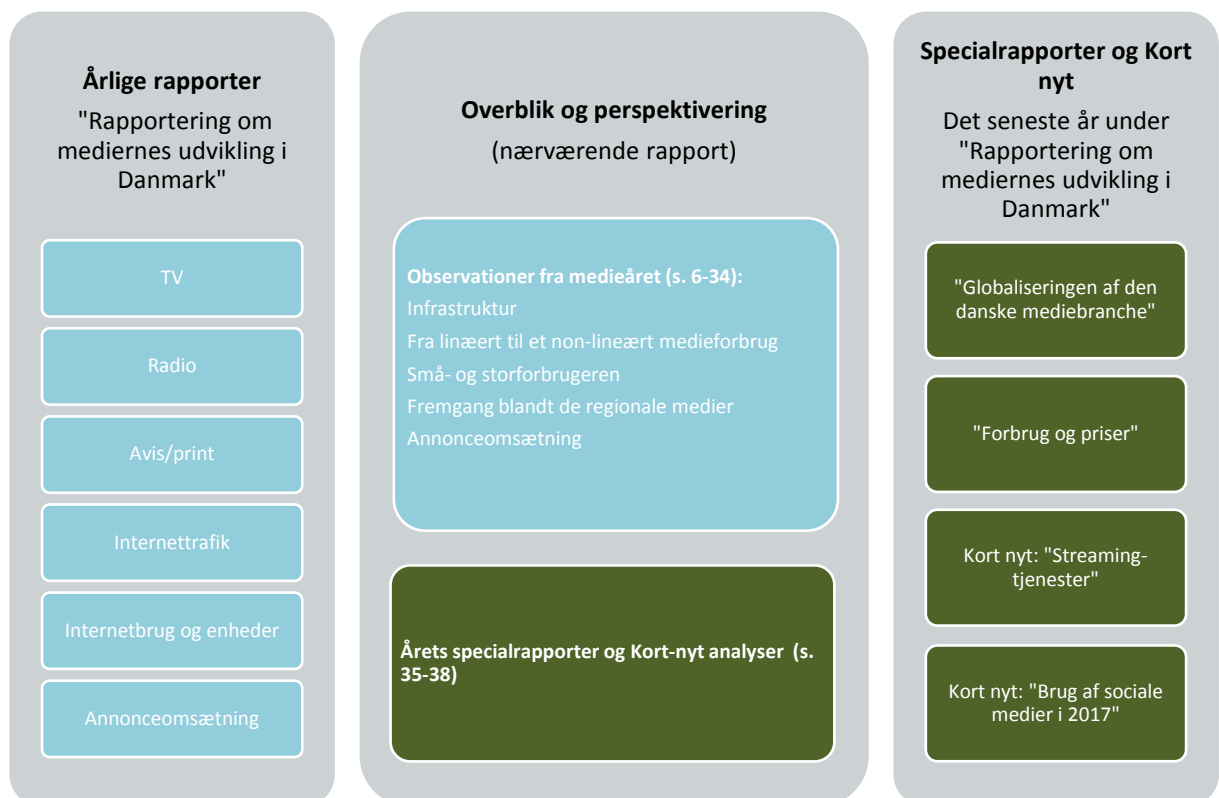 Årlige rapporter
"Rapportering om
mediernes udvikling i
Danmark"
TV
Radio
Avis/print
Internettrafik
Internetbrug og enheder
Annonceomsætning
Overblik og perspektivering
(nærværende rapport)
Observationer fra medieåret (s. 6-34):
Infrastruktur
Fra linæert til et non-lineært medieforbrug
Små- og storforbrugeren
Fremgang blandt de regionale medier
Annonceomsætning
Årets specialrapporter og Kort-nyt analyser (s.
35-38)
Specialrapporter og Kort
nyt
Det seneste år under
"Rapportering om
mediernes udvikling i
Danmark"
"Globaliseringen af den
danske mediebranche"
"Forbrug og priser"
Kort nyt: "Streaming-
tjenester"
Kort nyt: "Brug af sociale
medier i 2017"